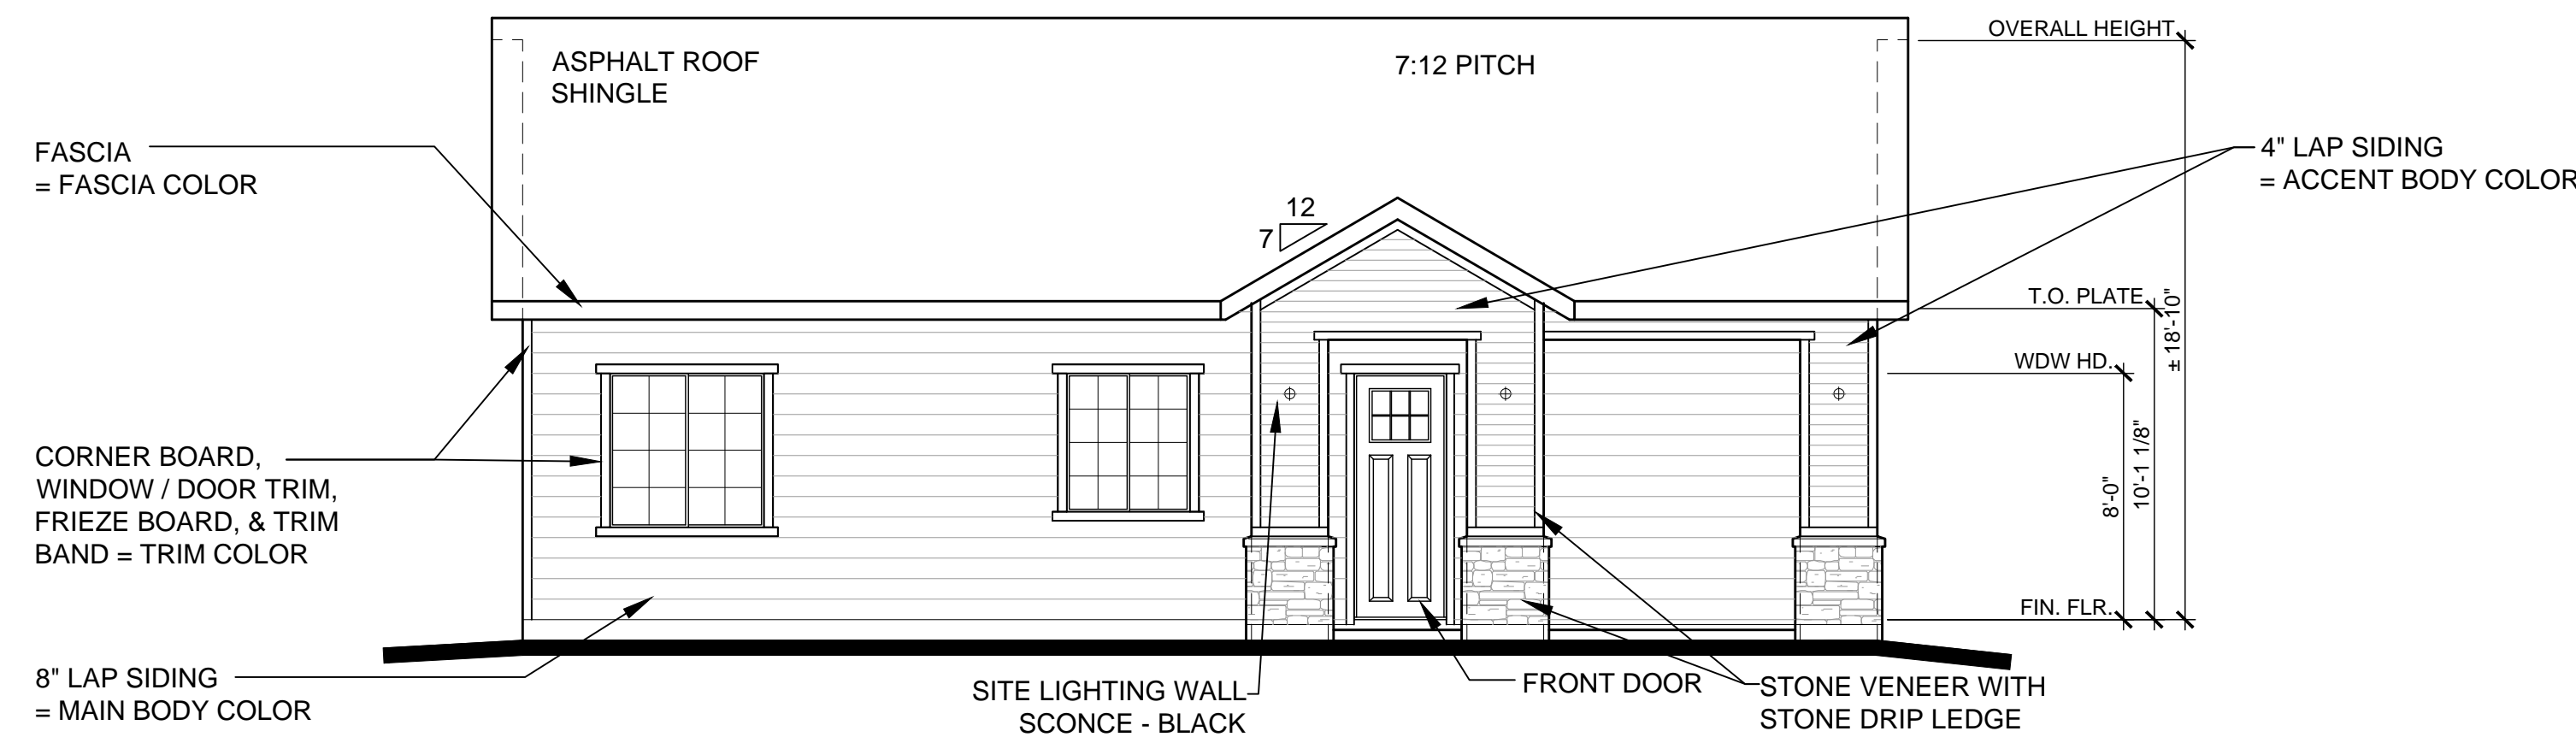 ASPHALT ROOF
SHINGLE
7:12 PITCH
OVERALL HEIGHT
FASCIA
= FASCIA COLOR
4" LAP SIDING
= ACCENT BODY COLOR
12
7
T.O. PLATE
± 18'-10"
WDW HD.
10'-1 1/8"
8'-0"
CORNER BOARD,
WINDOW / DOOR TRIM,
FRIEZE BOARD, & TRIM
BAND = TRIM COLOR
FIN. FLR.
8" LAP SIDING
= MAIN BODY COLOR
SITE LIGHTING WALL
SCONCE - BLACK
FRONT DOOR
STONE VENEER WITH
STONE DRIP LEDGE